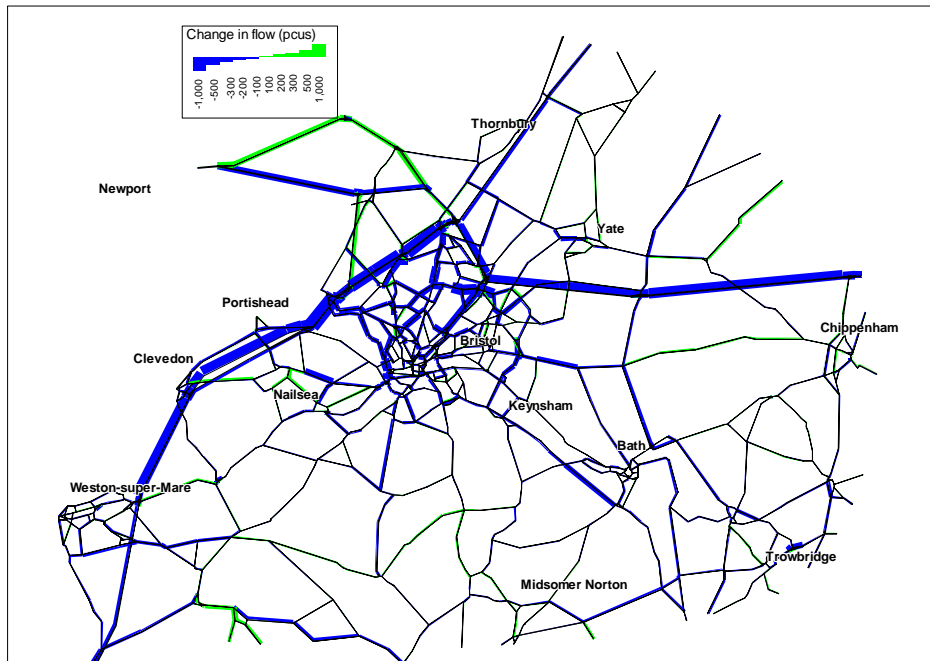 Change in flow (pcus)
-1,000
-500
-300
-200
-100
100
200
300
500
1,000
Thornbury
Newport
Yate
Portishead
Chippenham
Bristol
Clevedon
Nailsea
Keynsham
Bath
Weston-super-Mare
Trowbridge
Midsomer Norton